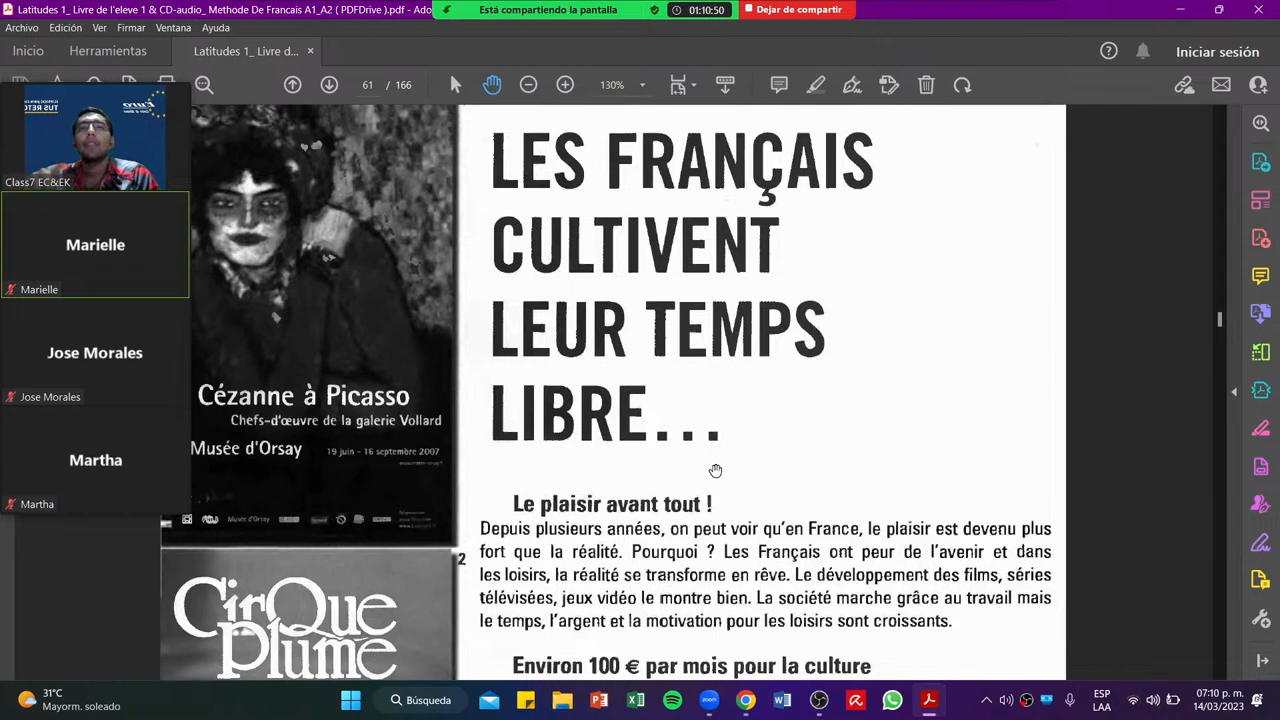 Latitudes 1_ Livre de l'eleve 1 & CD-audio_ Methode De Francais A1_A2 ( PDFDrive ).pdf - Ado
Está compartiendo la pantalla
01:10:50
Dejar de compartir
Archivo Edición Ver Firmar Ventana Ayuda
Inicio Herramientas Latitudes 1_ Livre d... × Iniciar sesión
61 / 166 130%
Class7 EC&EK
Marielle
Marielle
Jose Morales
Jose Morales
Martha
Martha
Cézanne à Picasso
Chefs-d'œuvre de la galerie Vollard
Musée d'Orsay 19 juin - 16 septembre 2007
CirQue
Plume
LES FRANÇAIS
CULTIVENT
LEUR TEMPS
LIBRE...
Le plaisir avant tout !
2
Depuis plusieurs années, on peut voir qu'en France, le plaisir est devenu plus
fort que la réalité. Pourquoi ? Les Français ont peur de l'avenir et dans
les loisirs, la réalité se transforme en rêve. Le développement des films, séries
télévisées, jeux vidéo le montre bien. La société marche grâce au travail mais
le temps, l'argent et la motivation pour les loisirs sont croissants.
Environ 100 € par mois pour la culture
31°C
Mayorm. soleado
Búsqueda
ESP
LAA
07:10 p. m.
14/03/2023